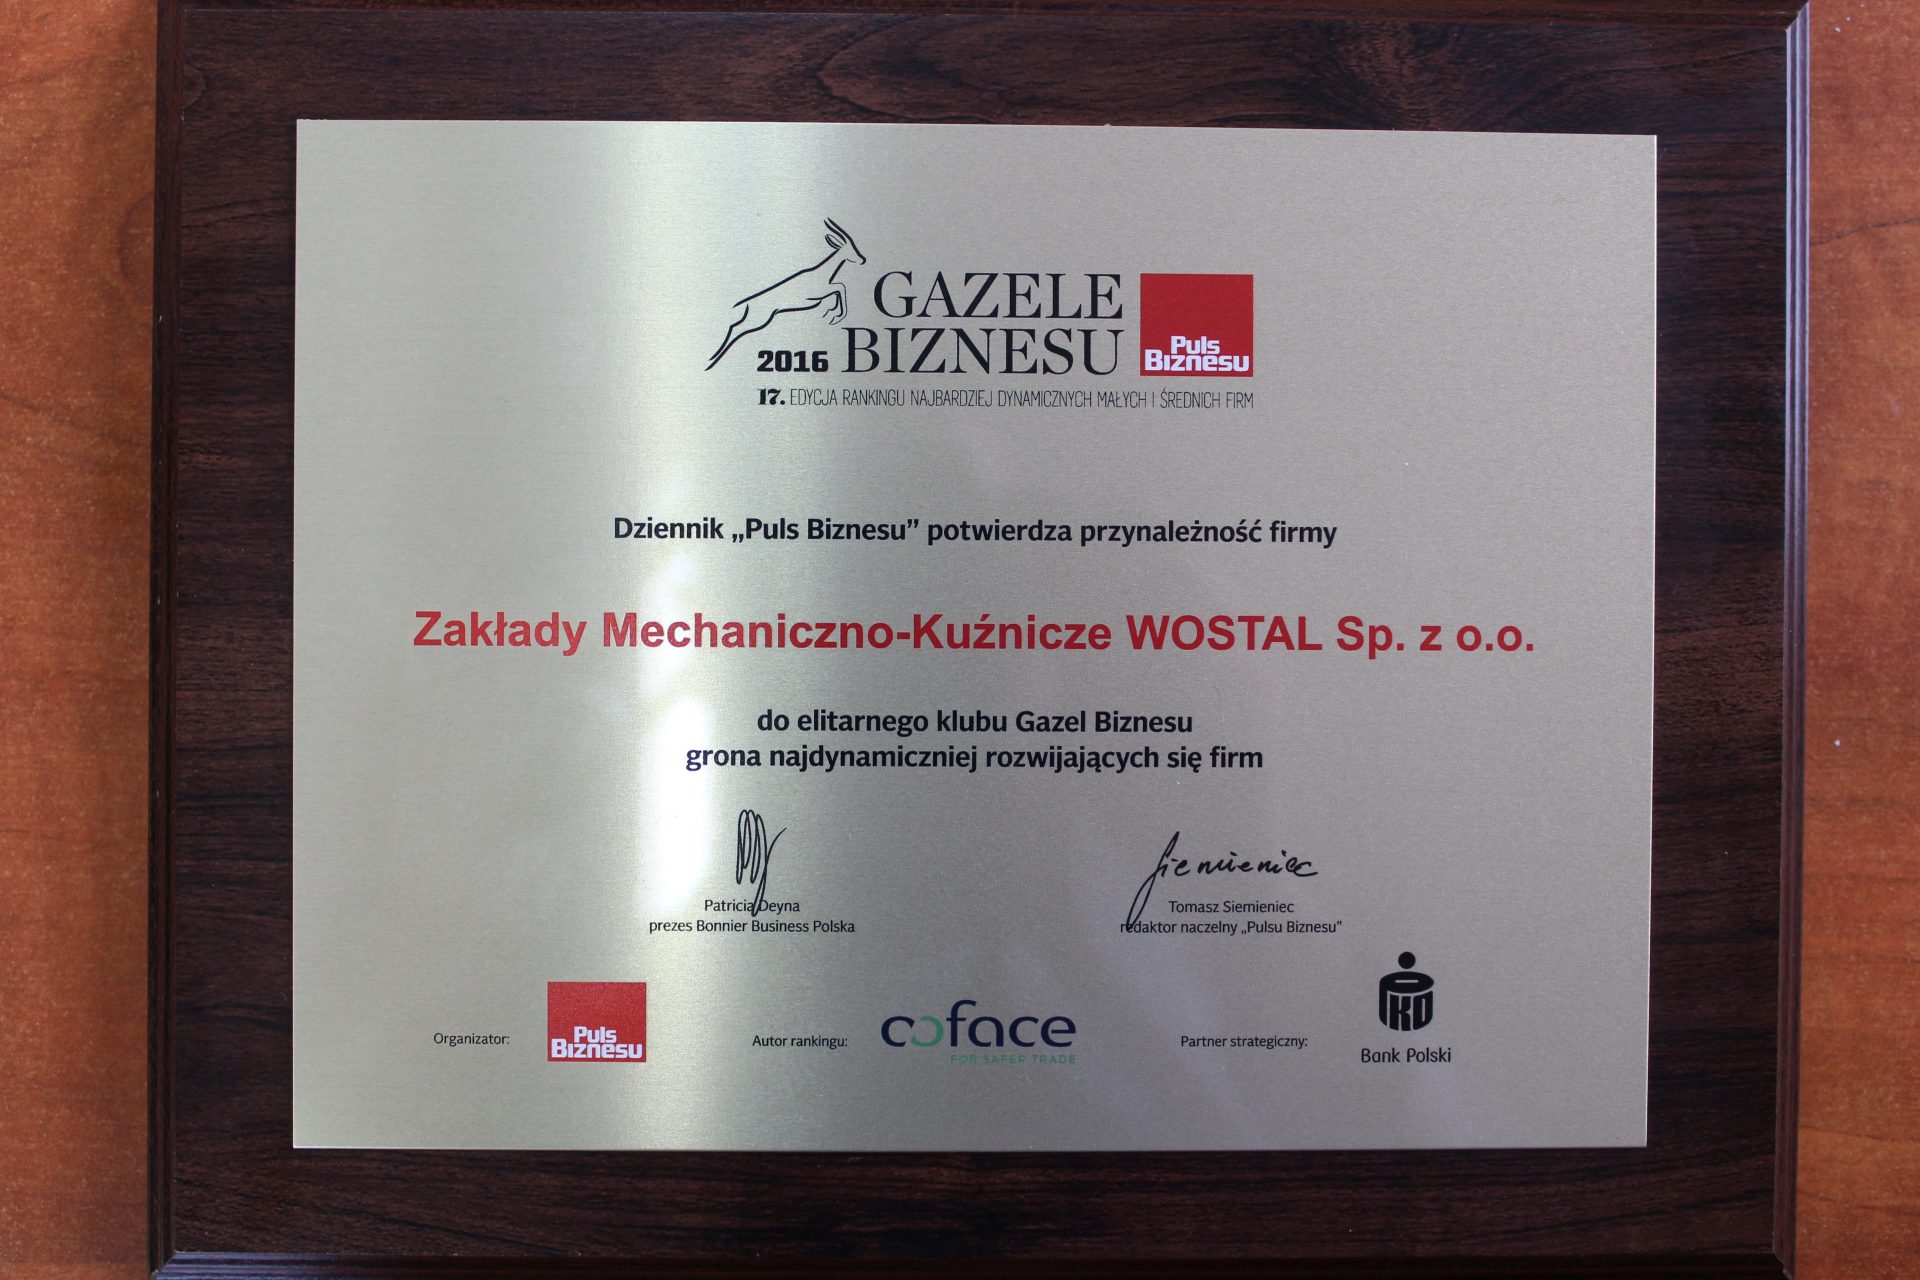 GAZELE
2016 BIZNESU
Puls
Biznesu
17. EDYCJA RANKINGU NAJBARDZIEJ DYNAMICZNYCH MAŁYCH I ŚREDNICH FIRM
Dziennik „Puls Biznesu” potwierdza przynależność firmy
Zakłady Mechaniczno-Kuźnicze WOSTAL Sp. z o.o.
do elitarnego klubu Gazel Biznesu
grona najdynamiczniej rozwijających się firm
Siemieniec
Patricia Deyna
prezes Bonnier Business Polska
Tomasz Siemieniec
redaktor naczelny „Pulsu Biznesu”
Organizator:
Puls
Biznesu
Autor rankingu:
coface
FOR SAFER TRADE
Partner strategiczny:
PKO
Bank Polski